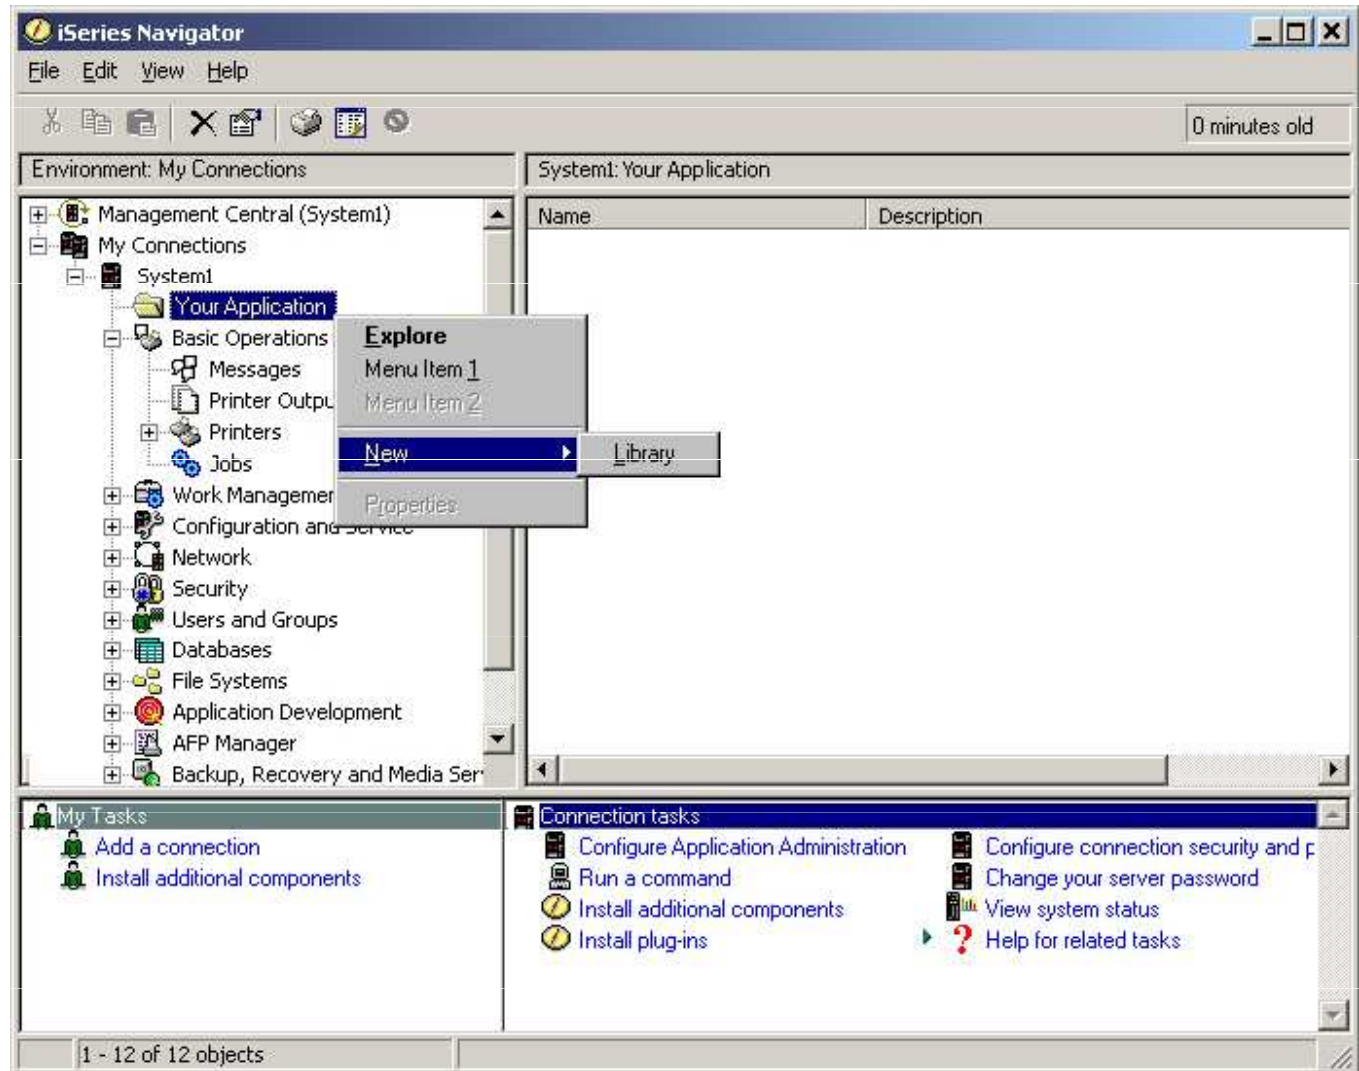 iSeries Navigator
File Edit View Help
0 minutes old
Environment: My Connections
System1: Your Application
Management Central (System1)
My Connections
System1
Your Application
Basic Operations
Messages
Printer Outpu
Printers
Jobs
Work Managemen
Configuration and Service
Network
Security
Users and Groups
Databases
File Systems
Application Development
AFP Manager
Backup, Recovery and Media Ser
Explore
Menu Item 1
Menu Item 2
New
Properties
Library
Name Description
My Tasks
Add a connection
Install additional components
Connection tasks
Configure Application Administration
Run a command
Install additional components
Install plug-ins
Configure connection security and p
Change your server password
View system status
Help for related tasks
1 - 12 of 12 objects